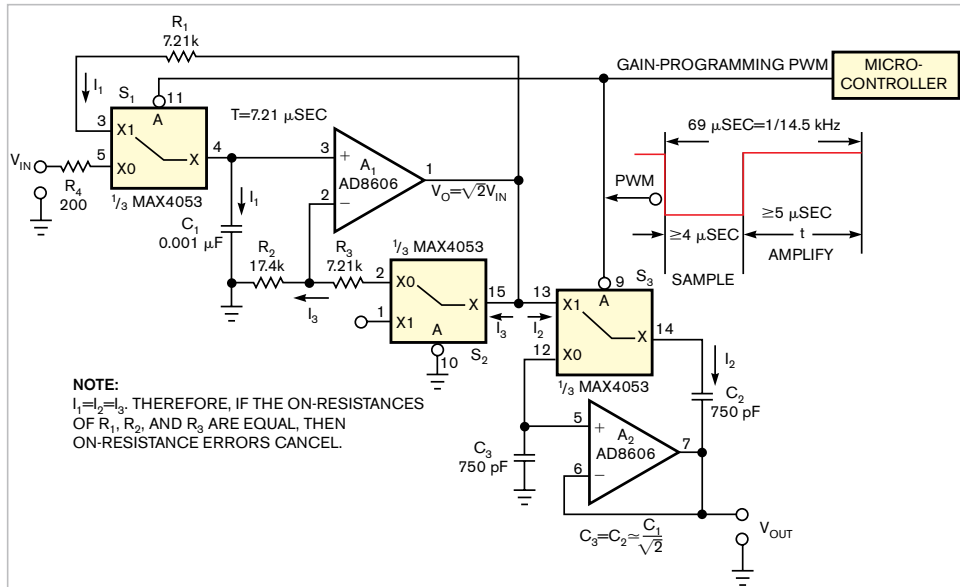 R1
7.21k
GAIN-PROGRAMMING PWM
MICRO-
CONTROLLER
I1
S1
11
A
T=7.21 µSEC
3
X1
X
4
5
X0
VIN
R4
200
1/3 MAX4053
I1
C1
0.001 µF
3
+
A1
AD8606
1
2
−
VO=√2VIN
69 µSEC=1/14.5 kHz
PWM
≥4 µSEC
≥5 µSEC
t
SAMPLE
AMPLIFY
R2
17.4k
R3
7.21k
I3
1/3 MAX4053
2
X0
X
15
1
X1
A
10
S2
I3
I2
13
X1
A
9
S3
X
14
12
X0
1/3 MAX4053
I2
C2
750 pF
NOTE:
I1=I2=I3. THEREFORE, IF THE ON-RESISTANCES
OF R1, R2, AND R3 ARE EQUAL, THEN
ON-RESISTANCE ERRORS CANCEL.
C3
750 pF
5
+
A2
AD8606
7
6
−
C3=C2≃C1/√2
VOUT